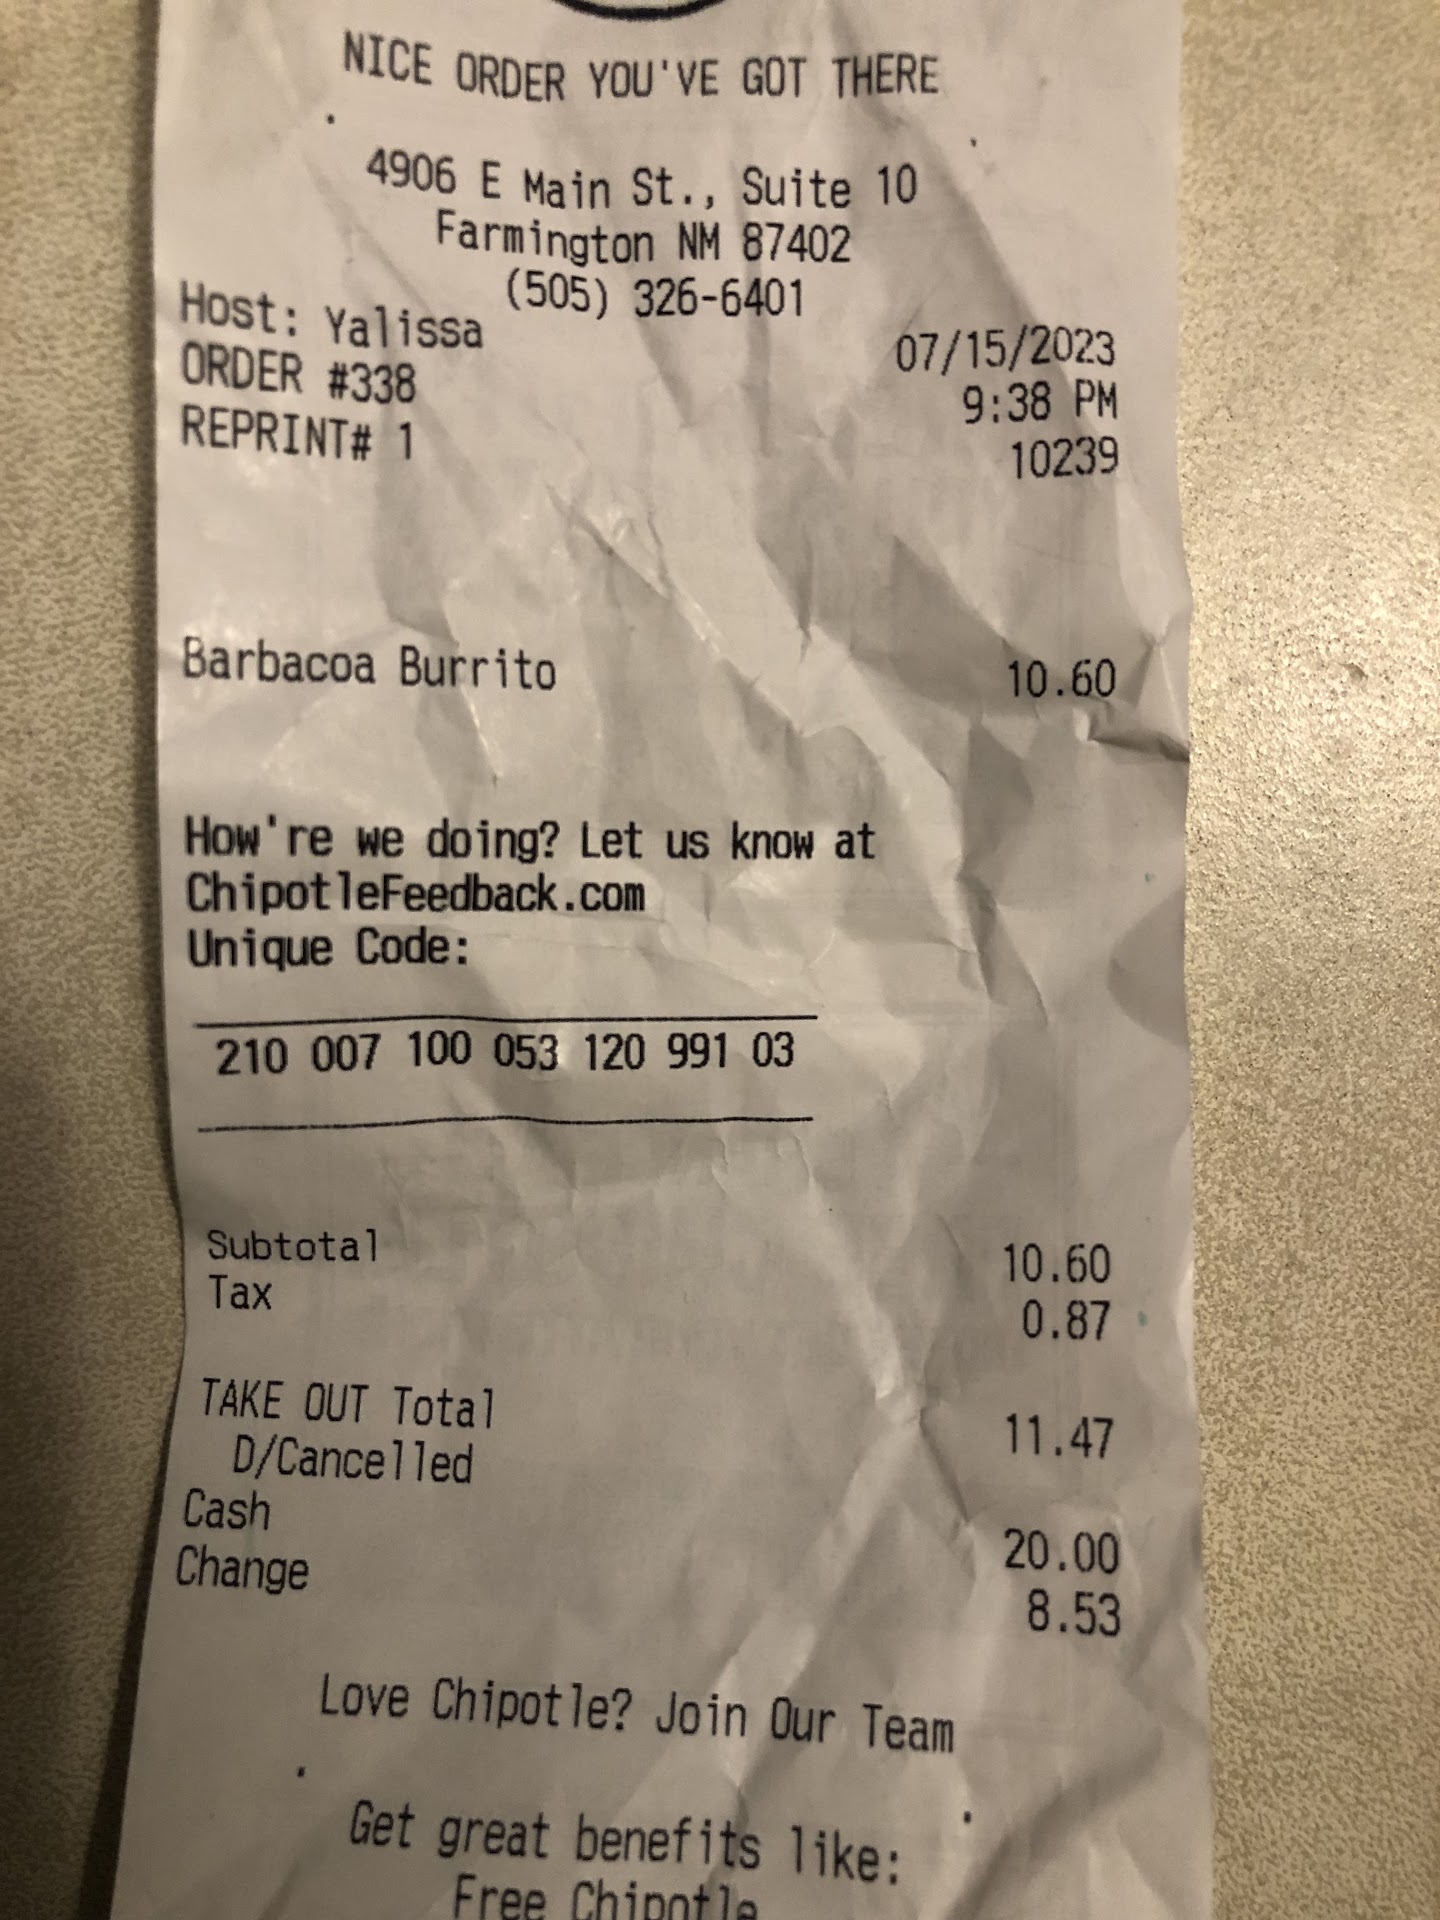 NICE ORDER YOU'VE GOT THERE
4906 E Main St., Suite 10
Farmington NM 87402
(505) 326-6401
Host: Yalissa 07/15/2023
ORDER #338 9:38 PM
REPRINT# 1 10239
Barbacoa Burrito 10.60
How're we doing? Let us know at
ChipotleFeedback.com
Unique Code:
210 007 100 053 120 991 03
Subtotal 10.60
Tax 0.87
TAKE OUT Total 11.47
D/Cancelled
Cash 20.00
Change 8.53
Love Chipotle? Join Our Team
Get great benefits like:
Free Chipotle